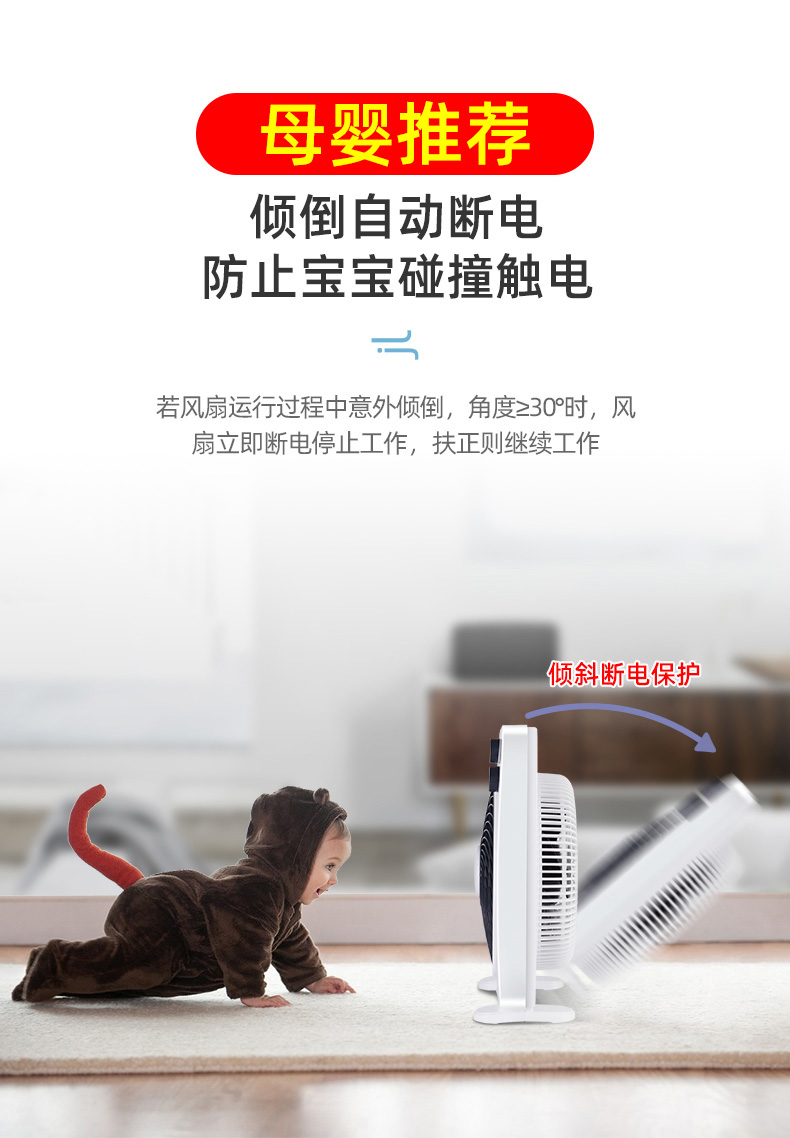 母婴推荐
倾倒自动断电
防止宝宝碰撞触电
若风扇运行过程中意外倾倒，角度≥30°时，风
扇立即断电停止工作，扶正则继续工作
倾斜断电保护